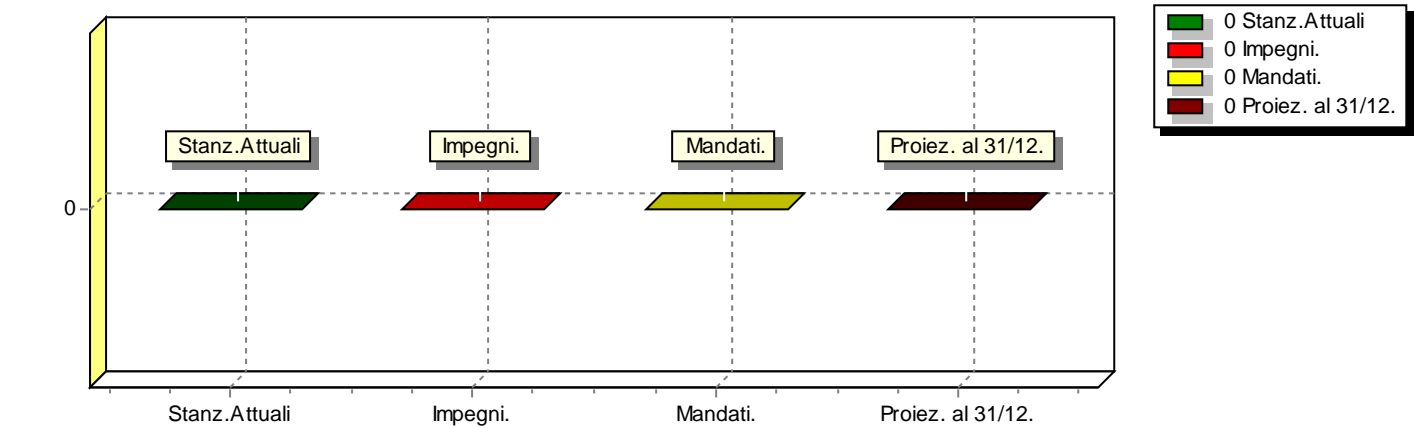 0 Stanz.Attuali
0 Impegni.
0 Mandati.
0 Proiez. al 31/12.
Stanz.Attuali
Impegni.
Mandati.
Proiez. al 31/12.
0
Stanz.Attuali
Impegni.
Mandati.
Proiez. al 31/12.